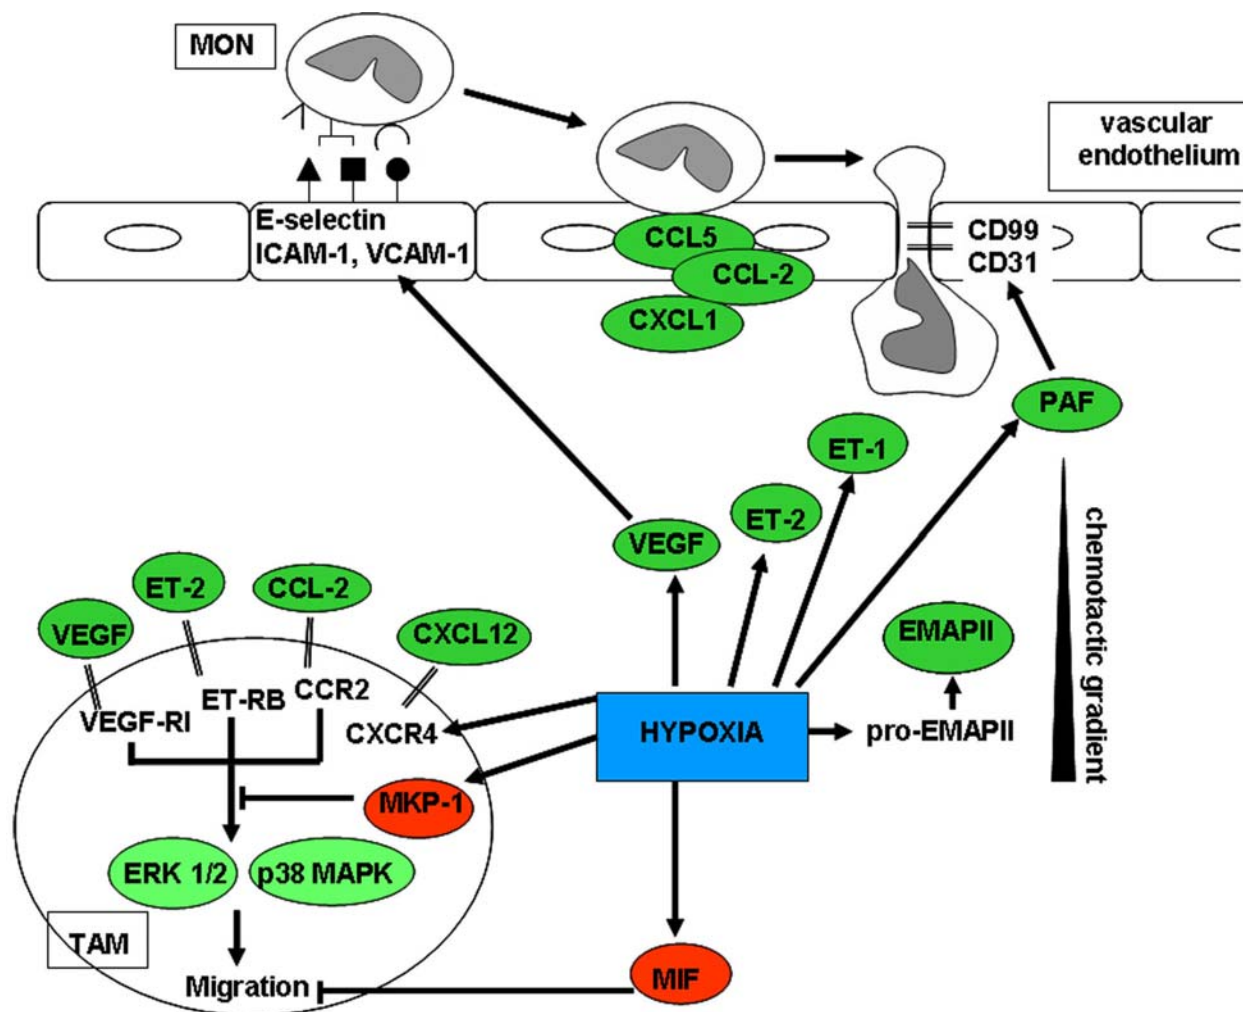 MON
vascular
endothelium
E-selectin
ICAM-1, VCAM-1
CCL5
CCL-2
CXCL1
CD99
CD31
PAF
ET-1
ET-2
VEGF
chemotactic gradient
EMAPII
pro-EMAPII
HYPOXIA
VEGF
ET-2
CCL-2
CXCL12
VEGF-RI
ET-RB
CCR2
CXCR4
MKP-1
ERK 1/2
p38 MAPK
TAM
Migration
MIF